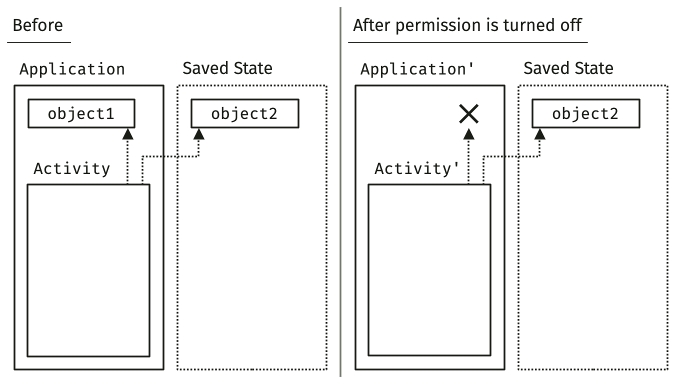 Before
Application
Saved State
object1
object2
Activity
After permission is turned off
Application'
Saved State
object2
Activity'